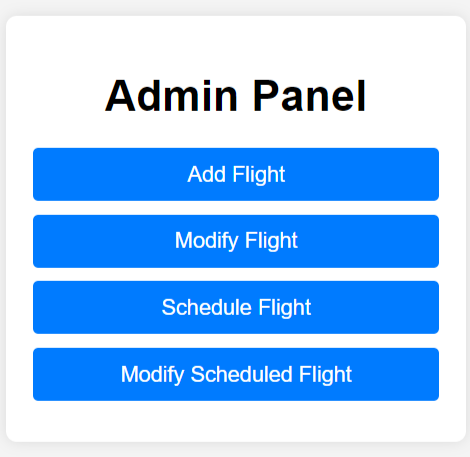 Admin Panel
Add Flight
Modify Flight
Schedule Flight
Modify Scheduled Flight